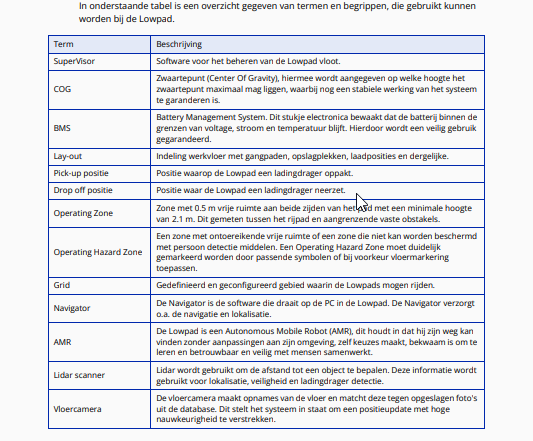 In onderstaande tabel is een overzicht gegeven van termen en begrippen, die gebruikt kunnen
worden bij de Lowpad.
Term Beschrijving
SuperVisor Software voor het beheren van de Lowpad vloot.
COG Zwaartepunt (Center Of Gravity), hiermee wordt aangegeven op welke hoogte het
zwaartepunt maximaal mag liggen, waarbij nog een stabiele werking van het systeem
te garanderen is.
BMS Battery Management System. Dit stukje electronica bewaakt dat de batterij binnen de
grenzen van voltage, stroom en temperatuur blijft. Hierdoor wordt een veilig gebruik
gegarandeerd.
Lay-out Indeling werkvloer met gangpaden, opslagplekken, laadposities en dergelijke.
Pick-up positie Positie waarop de Lowpad een ladingdrager oppakt.
Drop off positie Positie waar de Lowpad een ladingdrager neerzet.
Operating Zone Zone met 0.5 m vrije ruimte aan beide zijden van het met een minimale hoogte
van 2.1 m. Dit gemeten tussen het rijpad en aangrenzende vaste obstakels.
Operating Hazard Zone Een zone met ontoereikende vrije ruimte of een zone die niet kan worden beschermd
met persoon detectie middelen. Een Operating Hazard Zone moet duidelijk
gemarkeerd worden door passende symbolen of bij voorkeur vloermarkering
toepassen.
Grid Gedefinieerd en geconfigureerd gebied waarin de Lowpads mogen rijden.
Navigator De Navigator is de software die draait op de PC in de Lowpad. De Navigator verzorgt
o.a. de navigatie en lokalisatie.
AMR De Lowpad is een Autonomous Mobile Robot (AMR), dit houdt in dat hij zijn weg kan
vinden zonder aanpassingen aan zijn omgeving, zelf keuzes maakt, bekwaam is om te
leren en betrouwbaar en veilig met mensen samenwerkt.
Lidar scanner Lidar wordt gebruikt om de afstand tot een object te bepalen. Deze informatie wordt
gebruikt voor lokalisatie, veiligheid en ladingdrager detectie.
Vloercamera De vloercamera maakt opnames van de vloer en matcht deze tegen opgeslagen foto's
uit de database. Dit stelt het systeem in staat om een positieupdate met hoge
nauwkeurigheid te verstrekken.